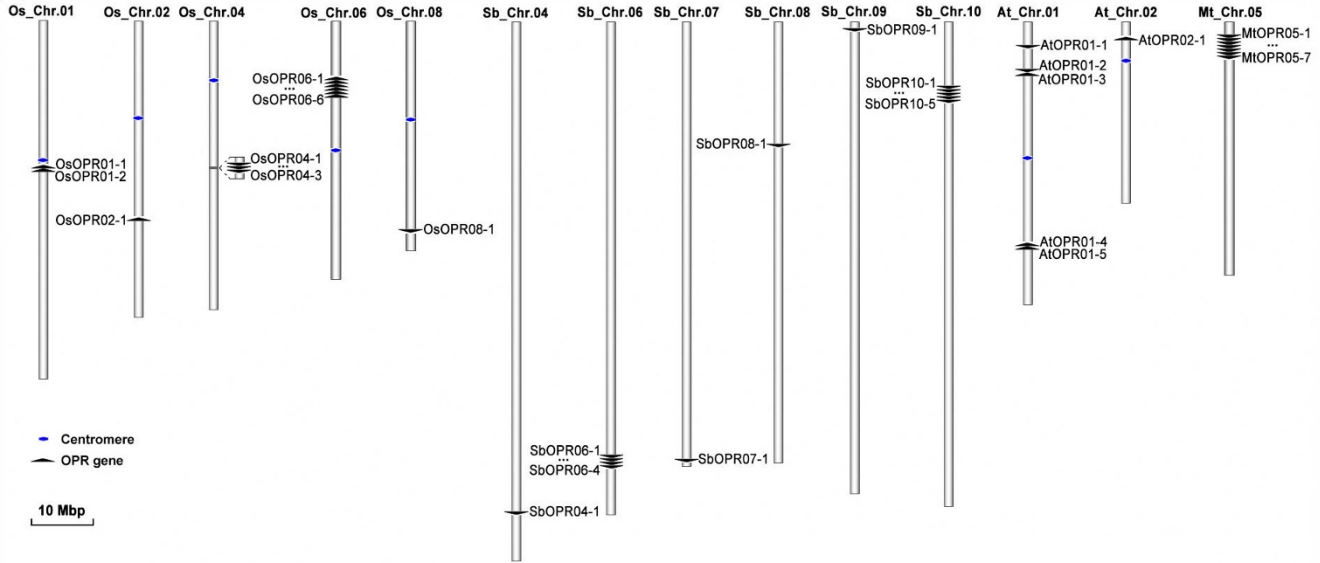 Os_Chr.01 Os_Chr.02 Os_Chr.04 Os_Chr.06 Os_Chr.08 Sb_Chr.04 Sb_Chr.06 Sb_Chr.07 Sb_Chr.08 Sb_Chr.09 Sb_Chr.10 At_Chr.01 At_Chr.02 Mt_Chr.05
OsOPR01-1
OsOPR01-2
OsOPR02-1
OsOPR04-1
...
OsOPR04-3
OsOPR06-1
...
OsOPR06-6
OsOPR08-1
SbOPR04-1
SbOPR06-1
...
SbOPR06-4
SbOPR07-1
SbOPR08-1
SbOPR09-1
SbOPR10-1
...
SbOPR10-5
AtOPR01-1
AtOPR01-2
AtOPR01-3
AtOPR01-4
AtOPR01-5
AtOPR02-1
MtOPR05-1
...
MtOPR05-7
Centromere
OPR gene
10 Mbp